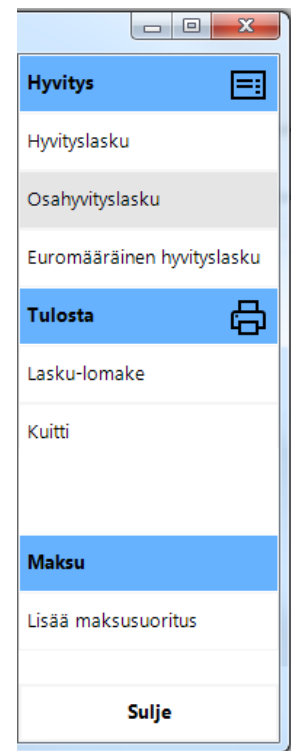 Hyvitys
Hyvityslasku
Osahyvityslasku
Euromääräinen hyvityslasku
Tulosta
Lasku-lomake
Kuitti
Maksu
Lisää maksusuoritus
Sulje